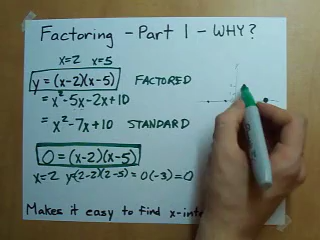 Factoring - Part 1 - WHY?
x=2 x=5
y=(x-2)(x-5) FACTORED
= x²-5x-2x+10
= x²-7x+10 STANDARD
0=(x-2)(x-5)
x=2 y=(2-2)(2-5)=0(-3)=0
Makes it easy to find x-inte